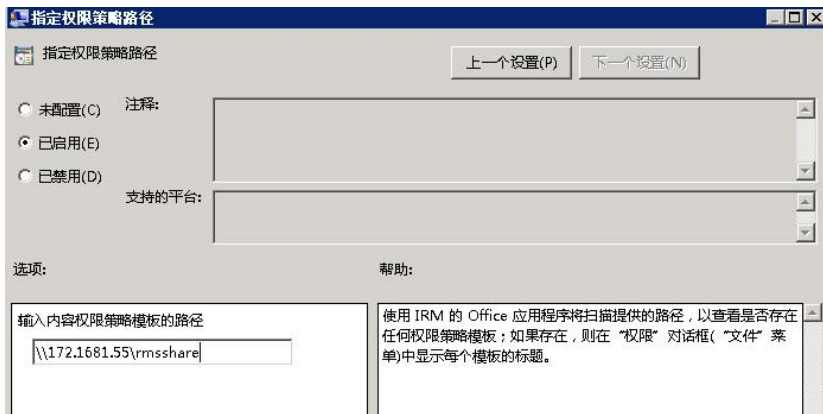 指定权限策略路径
指定权限策略路径
上一个设置(P)
下一个设置(N)
未配置(C)
注释:
已启用(E)
已禁用(D)
支持的平台:
选项:
帮助:
输入内容权限策略模板的路径
\\172.1681.55\rmsshare
使用 IRM 的 Office 应用程序将扫描提供的路径，以查看是否存在
任何权限策略模板；如果存在，则在“权限”对话框(“文件”菜
单)中显示每个模板的标题。